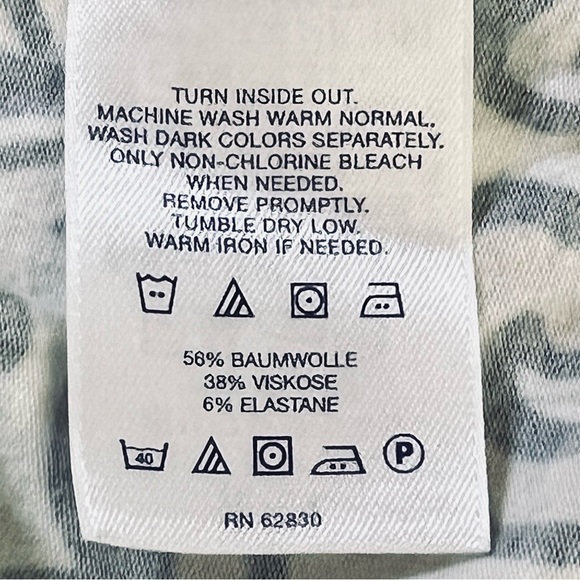 TURN INSIDE OUT.
MACHINE WASH WARM NORMAL.
WASH DARK COLORS SEPARATELY.
ONLY NON-CHLORINE BLEACH
WHEN NEEDED.
REMOVE PROMPTLY.
TUMBLE DRY LOW.
WARM IRON IF NEEDED.
56% BAUMWOLLE
38% VISKOSE
6% ELASTANE
40 P
RN 62830